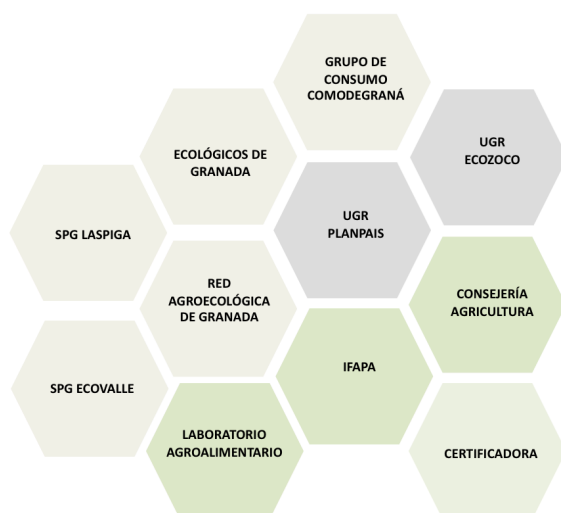 GRUPO DE
CONSUMO
COMODEGRANÁ
UGR
ECOZOCO
ECOLÓGICOS DE
GRANADA
UGR
PLANPAIS
SPG LASPIGA
RED
AGROECOLÓGICA
DE GRANADA
CONSEJERÍA
AGRICULTURA
IFAPA
SPG ECOVALLE
LABORATORIO
AGROALIMENTARIO
CERTIFICADORA